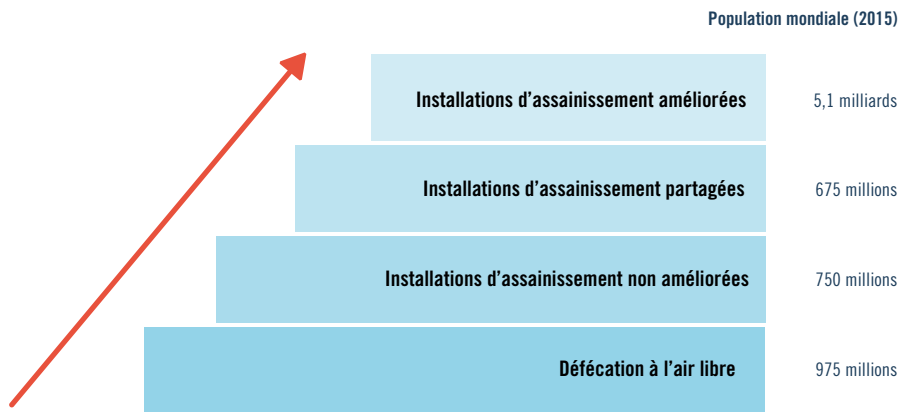 Population mondiale (2015)
Installations d’assainissement améliorées 5,1 milliards
Installations d’assainissement partagées 675 millions
Installations d’assainissement non améliorées 750 millions
Défécation à l’air libre 975 millions